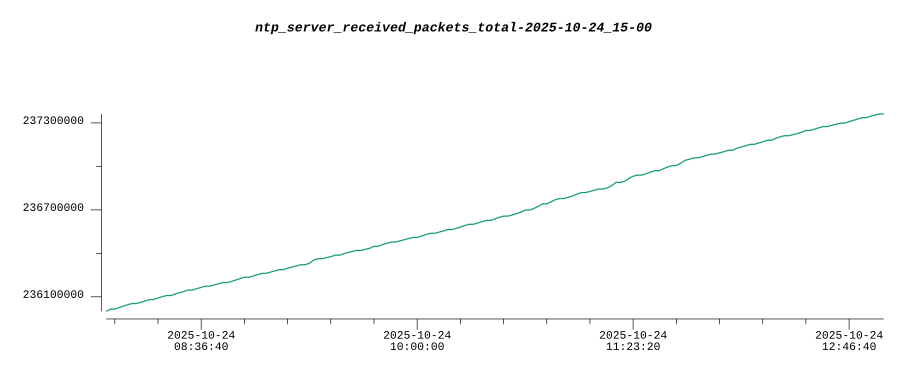 ntp_server_received_packets_total-2025-10-24_15-00
237300000
236700000
236100000
2025-10-24 2025-10-24 2025-10-24 2025-10-24
08:36:40 10:00:00 11:23:20 12:46:40